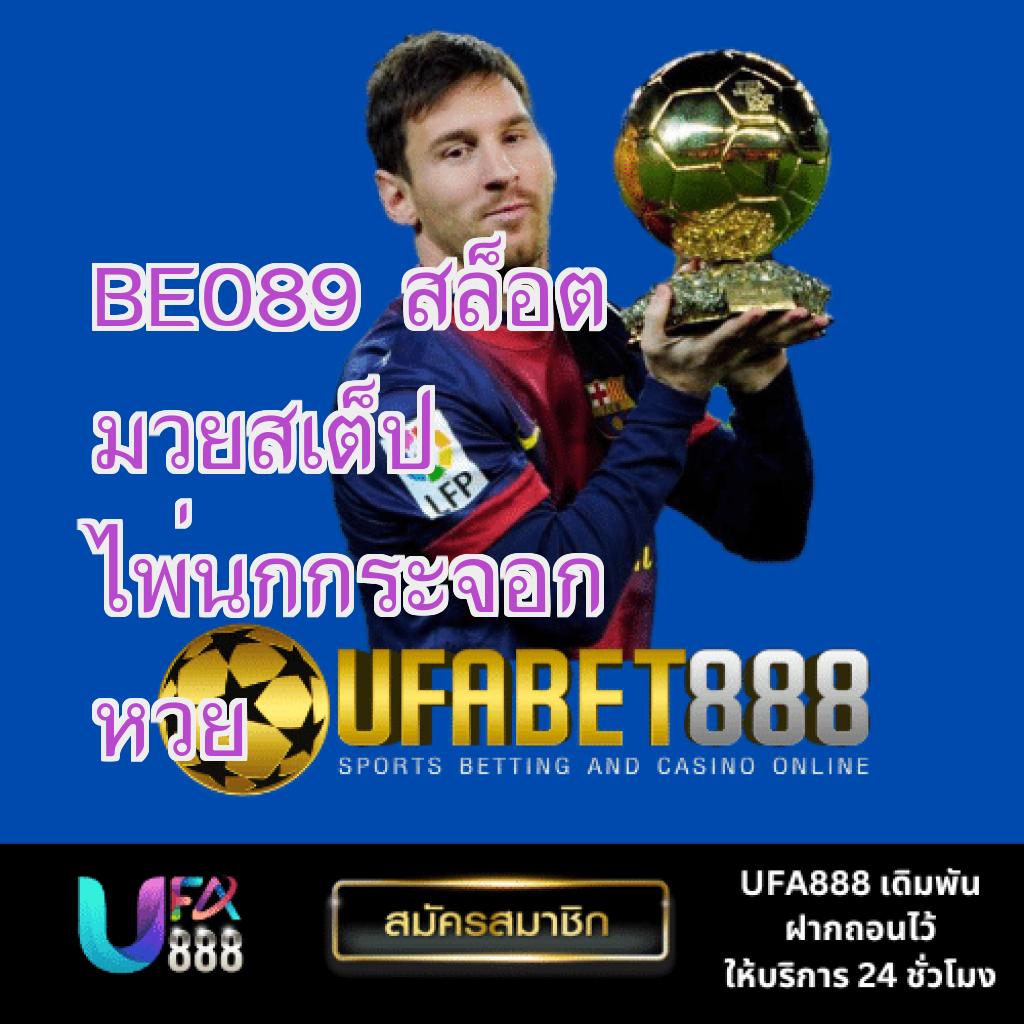 BEO89 สล็อต
มวยสเต็ป
LFP
ไพ่นกกระจอก
หวย
UFABET888
SPORTS BETTING AND CASINO ONLINE
UFA
888
สมัครสมาชิก
UFA888 เดิมพัน
ฝากถอนไว้
ให้บริการ 24 ชั่วโมง